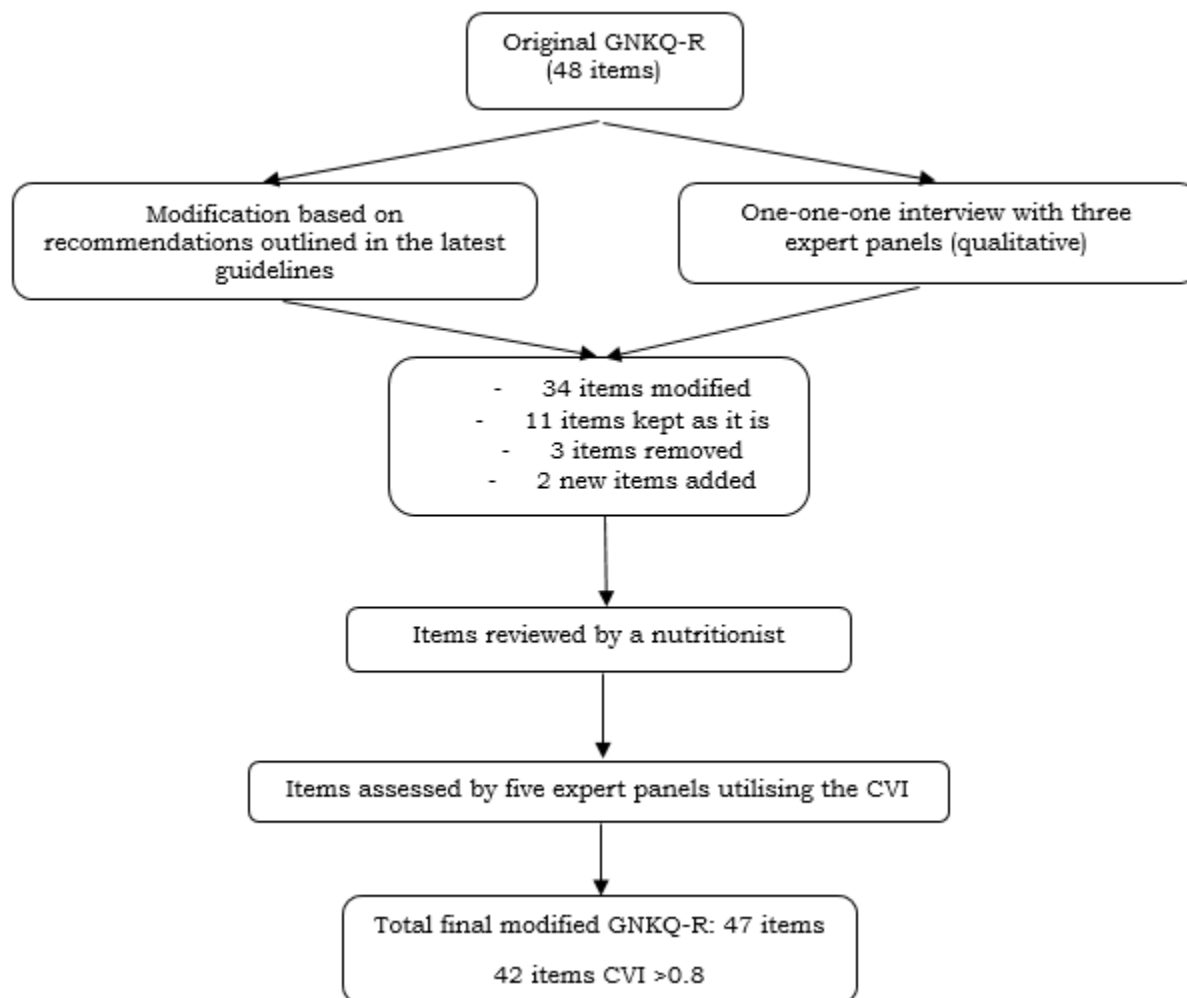 Original GNKQ-R
(48 items)
Modification based on
recommendations outlined in the latest
guidelines
One-one-one interview with three
expert panels (qualitative)
- 34 items modified
- 11 items kept as it is
- 3 items removed
- 2 new items added
Items reviewed by a nutritionist
Items assessed by five expert panels utilising the CVI
Total final modified GNKQ-R: 47 items
42 items CVI >0.8